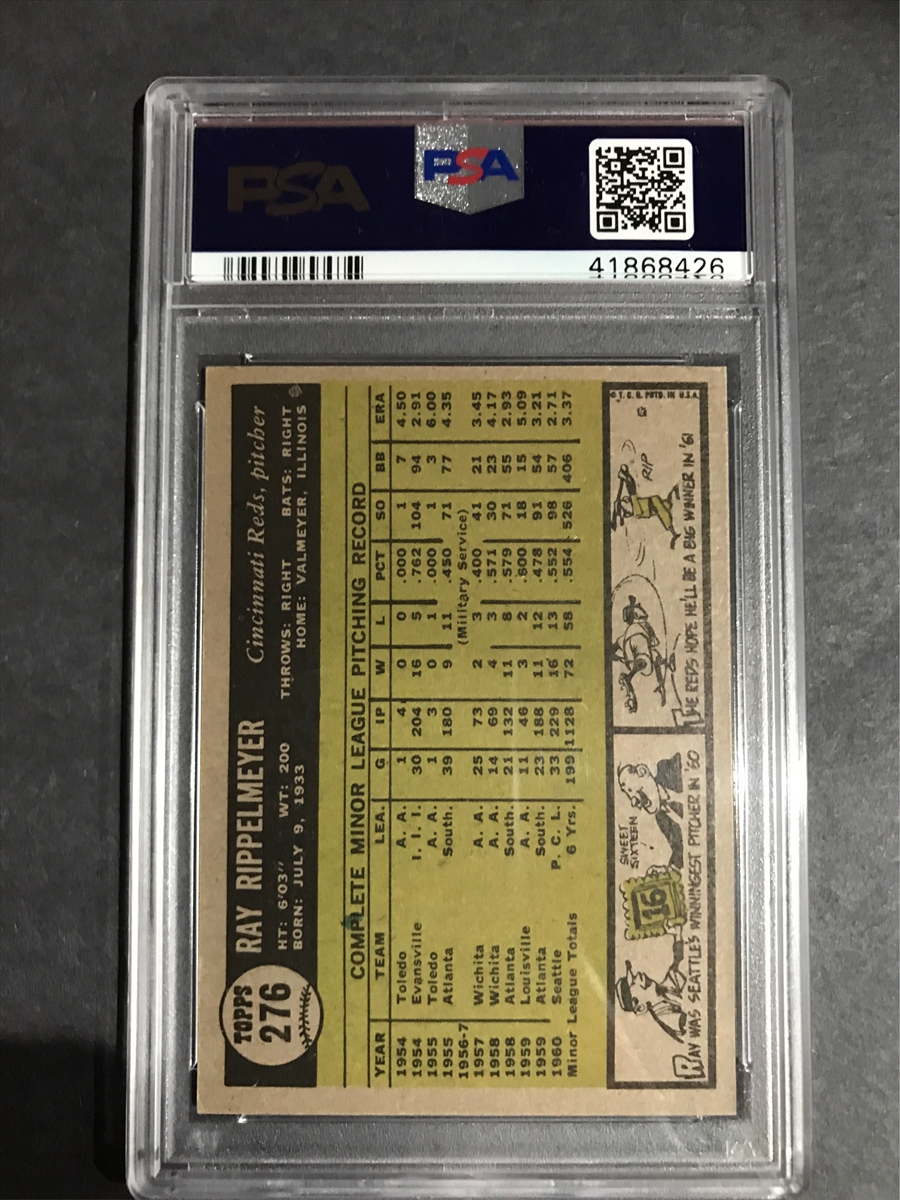 PSA
PSA
41868426
TOPPS
276
RAY RIPPELMEYER
Cincinnati Reds, pitcher
HT: 6'03" WT: 200 THROWS: RIGHT BATS: RIGHT
BORN: JULY 9, 1933 HOME: VALMEYER, ILLINOIS
COMPLETE MINOR LEAGUE PITCHING RECORD
YEAR TEAM LEA. G IP W L PCT SO BB ERA
1954 Toledo A. A. 1 4 0 0 .000 1 7 4.50
1954 Evansville I. I. I. 30 204 16 5 .762 104 94 2.91
1955 Toledo A. A. 1 3 0 1 .000 1 3 6.00
1955 Atlanta South. 39 180 9 11 .450 71 77 4.35
1956-7 (Military Service)
1957 Wichita A. A. 25 73 2 3 .400 41 21 3.45
1958 Wichita A. A. 14 69 4 3 .571 30 23 4.17
1958 Atlanta South. 21 132 11 8 .579 71 55 2.93
1959 Louisville A. A. 11 46 3 2 .600 18 15 5.09
1959 Atlanta South. 23 188 11 12 .478 91 54 3.21
1960 Seattle P. C. L. 33 229 16 13 .552 98 57 2.71
Minor League Totals 6 Yrs. 199 1128 72 58 .554 526 406 3.37
SWEET
SIXTEEN
16
RAY WAS SEATTLE'S WINNINGEST PITCHER IN '60
RIP
THE REDS HOPE HE'LL BE A BIG WINNER IN '61
© T. C. G. PRTD. IN U.S.A.